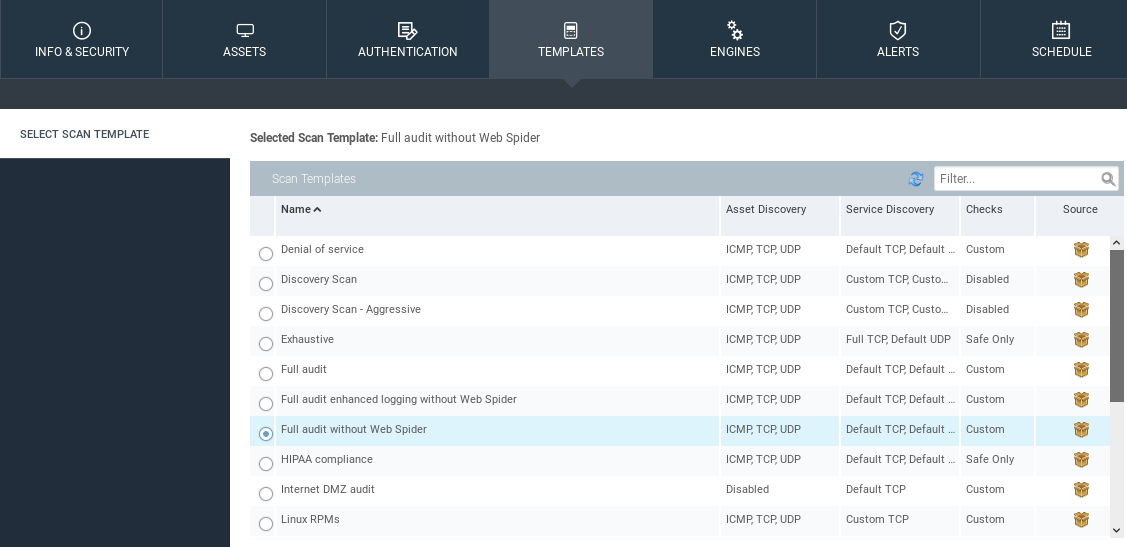 INFO & SECURITY ASSETS AUTHENTICATION TEMPLATES ENGINES ALERTS SCHEDULE
SELECT SCAN TEMPLATE
Selected Scan Template: Full audit without Web Spider
Scan Templates Filter...
Name Asset Discovery Service Discovery Checks Source
Denial of service ICMP, TCP, UDP Default TCP, Default ... Custom
Discovery Scan ICMP, TCP, UDP Custom TCP, Custo... Disabled
Discovery Scan - Aggressive ICMP, TCP, UDP Custom TCP, Custo... Disabled
Exhaustive ICMP, TCP, UDP Full TCP, Default UDP Safe Only
Full audit ICMP, TCP, UDP Default TCP, Default ... Custom
Full audit enhanced logging without Web Spider ICMP, TCP, UDP Default TCP, Default ... Custom
Full audit without Web Spider ICMP, TCP, UDP Default TCP, Default ... Custom
HIPAA compliance ICMP, TCP, UDP Default TCP, Default ... Safe Only
Internet DMZ audit Disabled Default TCP Custom
Linux RPMs ICMP, TCP, UDP Custom TCP Custom